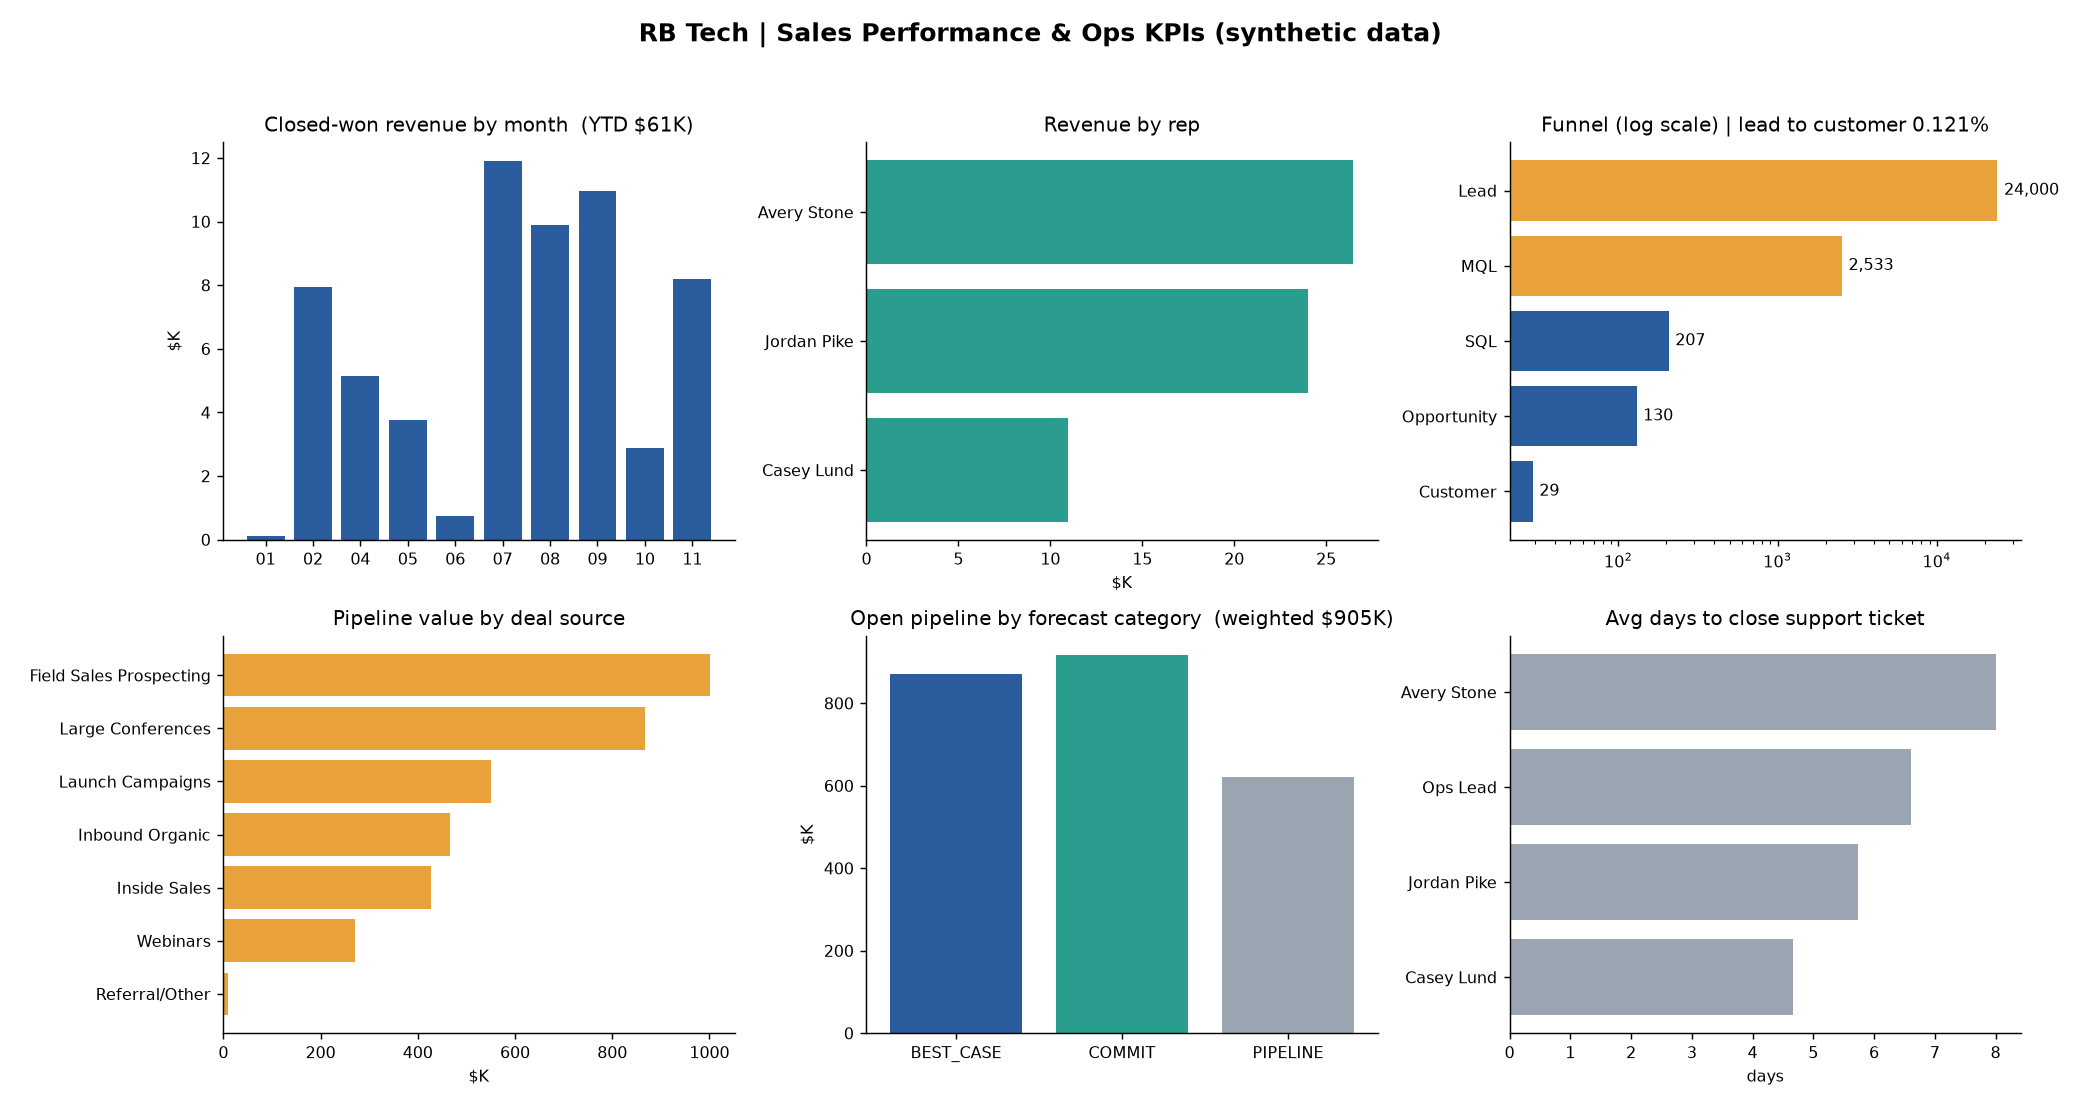 RB Tech | Sales Performance & Ops KPIs (synthetic data)
Closed-won revenue by month  (YTD $61K)
$K
12
10
8
6
4
2
0
01 02 04 05 06 07 08 09 10 11
Revenue by rep
Avery Stone
Jordan Pike
Casey Lund
0 5 10 15 20 25
$K
Funnel (log scale) | lead to customer 0.121%
Lead 24,000
MQL 2,533
SQL 207
Opportunity 130
Customer 29
10² 10³ 10⁴
Pipeline value by deal source
Field Sales Prospecting
Large Conferences
Launch Campaigns
Inbound Organic
Inside Sales
Webinars
Referral/Other
0 200 400 600 800 1000
$K
Open pipeline by forecast category  (weighted $905K)
$K
800
600
400
200
0
BEST_CASE COMMIT PIPELINE
Avg days to close support ticket
Avery Stone
Ops Lead
Jordan Pike
Casey Lund
0 1 2 3 4 5 6 7 8
days